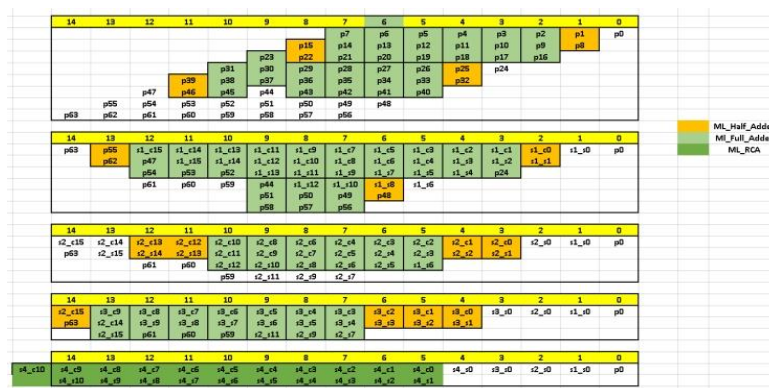 14 13 12 11 10 9 8 7 6 5 4 3 2 1 0
p7 p6 p5 p4 p3 p2 p1 p0
p15 p14 p13 p12 p11 p10 p9 p8
p23 p22 p21 p20 p19 p18 p17 p16
p31 p30 p29 p28 p27 p26 p25 p24
p39 p38 p37 p36 p35 p34 p33 p32
p47 p46 p45 p44 p43 p42 p41 p40
p55 p54 p53 p52 p51 p50 p49 p48
p63 p62 p61 p60 p59 p58 p57 p56
ML_Half_Adde
Ml_Full_Adde
ML_RCA
14 13 12 11 10 9 8 7 6 5 4 3 2 1 0
p63 p55 s1_c15 s1_c14 s1_c13 s1_c11 s1_c9 s1_c7 s1_c5 s1_c3 s1_c2 s1_c1 s1_c0 s1_s0 p0
p62 p47 s1_s15 s1_c12 s1_c10 s1_c8 s1_c6 s1_c4 s1_s3 s1_s2 s1_s1
p54 p53 p52 s1_s11 s1_s9 s1_s7 s1_s5 s1_s4 p24
p61 p60 p59 p44 s1_s12 s1_s10 s1_s8 s1_s6
p51 p50 p49 p48
p58 p57 p56
14 13 12 11 10 9 8 7 6 5 4 3 2 1 0
s2_c15 s2_c14 s2_c13 s2_c12 s2_c10 s2_c8 s2_c6 s2_c4 s2_c3 s2_c2 s2_c1 s2_c0 s2_s0 s1_s0 p0
p63 s2_s15 s2_s14 s2_s13 s2_c11 s2_c9 s2_c7 s2_c5 s2_s4 s2_s3 s2_s2 s2_s1
p61 p60 s2_s12 s2_s10 s2_s8 s2_s6 s2_s5 s1_s6
p59 s2_s11 s2_s9 s2_s7
14 13 12 11 10 9 8 7 6 5 4 3 2 1 0
s2_c15 s3_c9 s3_c8 s3_c7 s3_c6 s3_c5 s3_c4 s3_c3 s3_c2 s3_c1 s3_c0 s3_s0 s2_s0 s1_s0 p0
p63 s2_c14 s3_s9 s3_s8 s3_s7 s3_s6 s3_s5 s3_s4 s3_s3 s3_s2 s3_s1
s2_s15 p61 p60 p59 s2_s11 s2_s9 s2_s7
14 13 12 11 10 9 8 7 6 5 4 3 2 1 0
s4_c10 s4_c9 s4_c8 s4_c7 s4_c6 s4_c5 s4_c4 s4_c3 s4_c2 s4_c1 s4_c0 s4_s0 s3_s0 s2_s0 s1_s0 p0
s4_s10 s4_s9 s4_s8 s4_s7 s4_s6 s4_s5 s4_s4 s4_s3 s4_s2 s4_s1